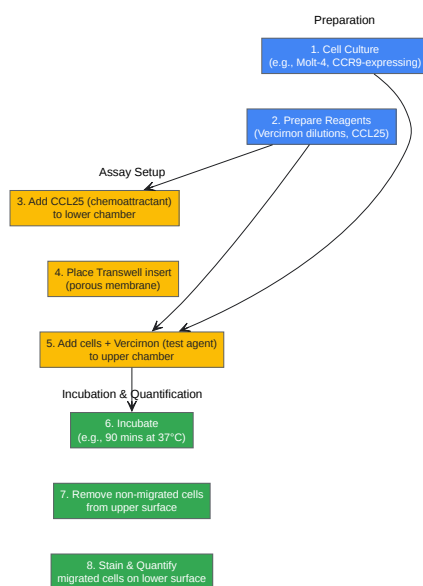 Preparation
1. Cell Culture
(e.g., Molt-4, CCR9-expressing)
2. Prepare Reagents
(Vercirnon dilutions, CCL25)
Assay Setup
3. Add CCL25 (chemoattractant)
to lower chamber
4. Place Transwell insert
(porous membrane)
5. Add cells + Vercirnon (test agent)
to upper chamber
Incubation & Quantification
6. Incubate
(e.g., 90 mins at 37°C)
7. Remove non-migrated cells
from upper surface
8. Stain & Quantify
migrated cells on lower surface